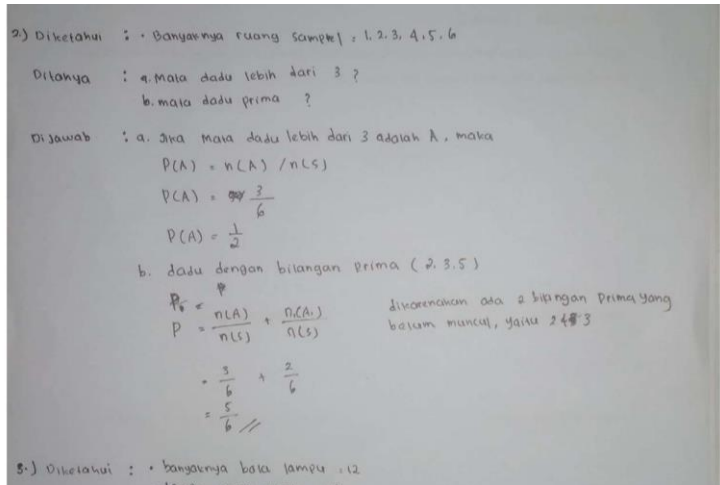 2.) Diketahui : • Banyaknya ruang sampel = 1, 2, 3, 4, 5, 6
Ditanya : a. Mata dadu lebih dari 3 ?
b. mata dadu prima ?
Dijawab : a. Jika mata dadu lebih dari 3 adalah A, maka
P(A) = n(A) / n(S)
P(A) = 3/6
P(A) = 1/2
b. dadu dengan bilangan prima (2, 3, 5)
P = n(A)/n(S) + n(A)/n(S) dikarenakan ada 2 bilangan prima yang
belum muncul, yaitu 2 & 3
= 3/6 + 2/6
= 5/6 //
3.) Diketahui : • banyaknya bola lampu = 12